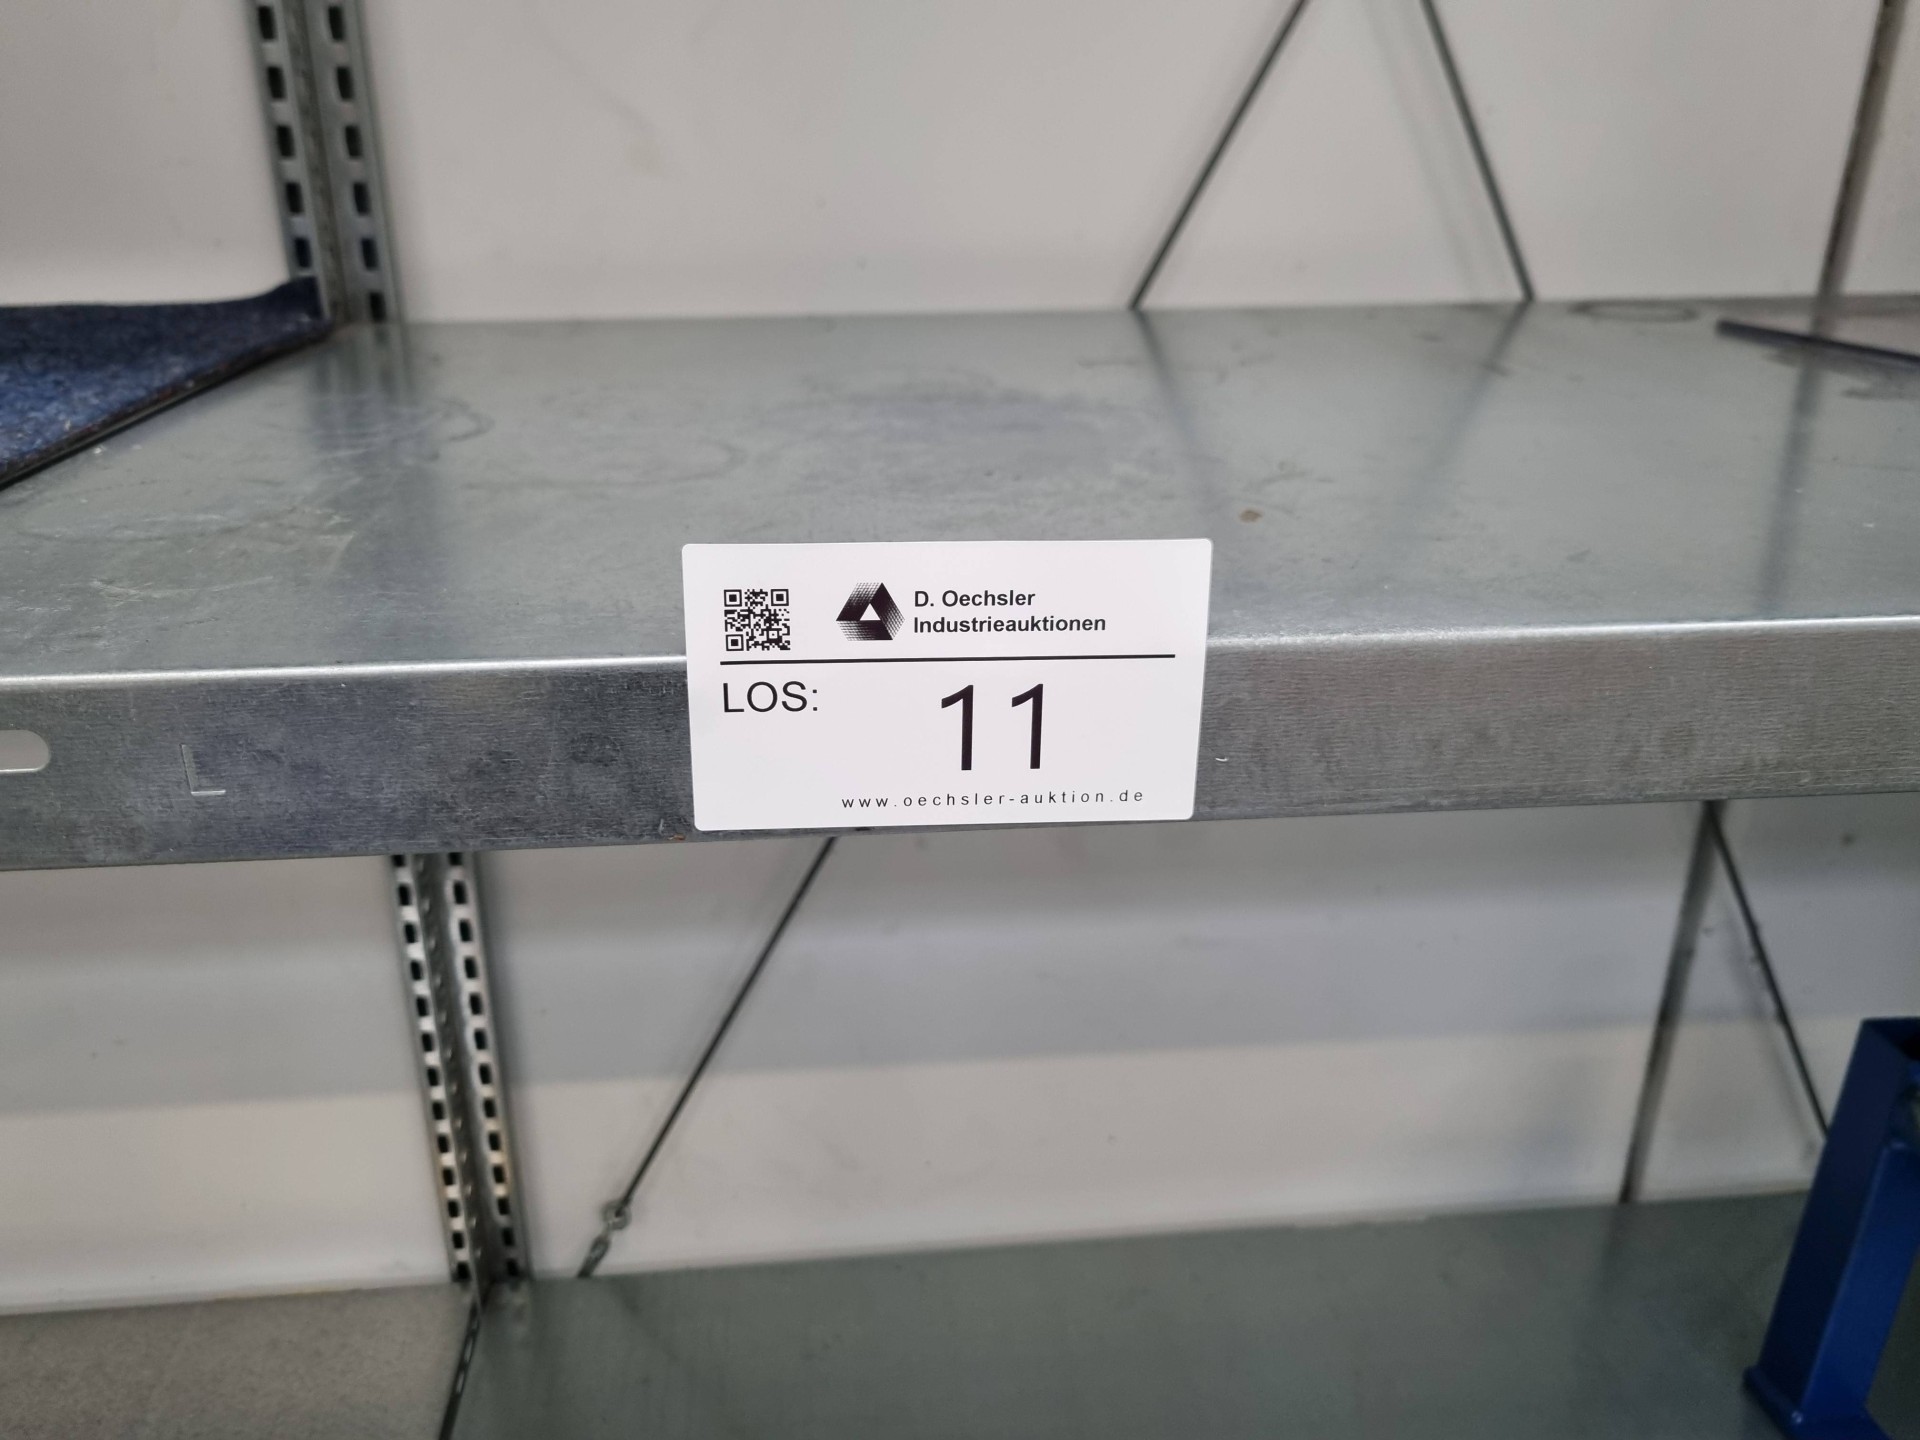 D. Oechsler
Industrieauktionen
LOS: 11
www.oechsler-auktion.de
L